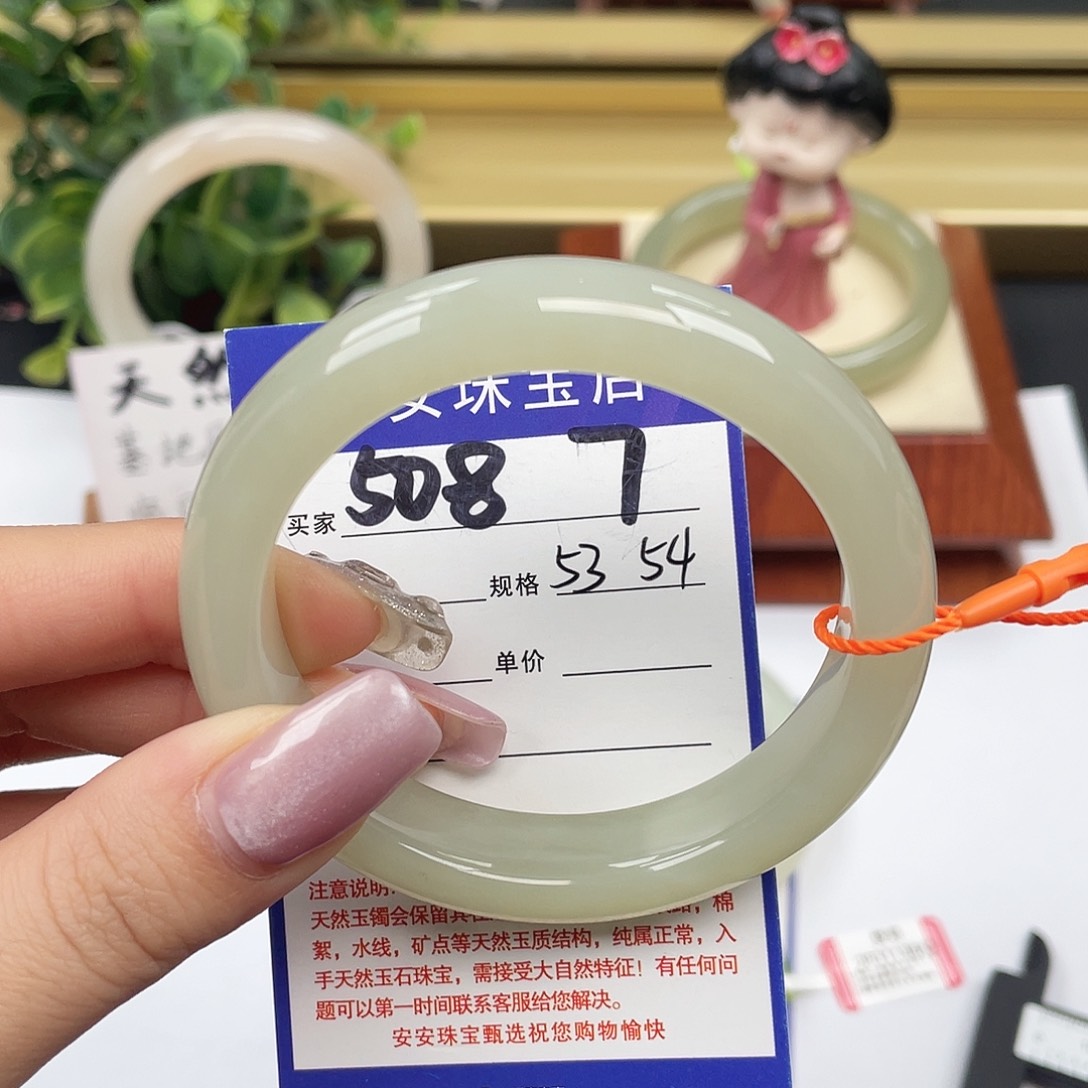 天然
安珠宝店
买家 508 7
规格 53 54
单价
注意说明:
天然玉镯会保留其
棉
絮，水线，矿点等天然玉质结构，纯属正常，入
手天然玉石珠宝，需接受大自然特征！有任何问
题可以第一时间联系客服给您解决。
安安珠宝甄选祝您购物愉快